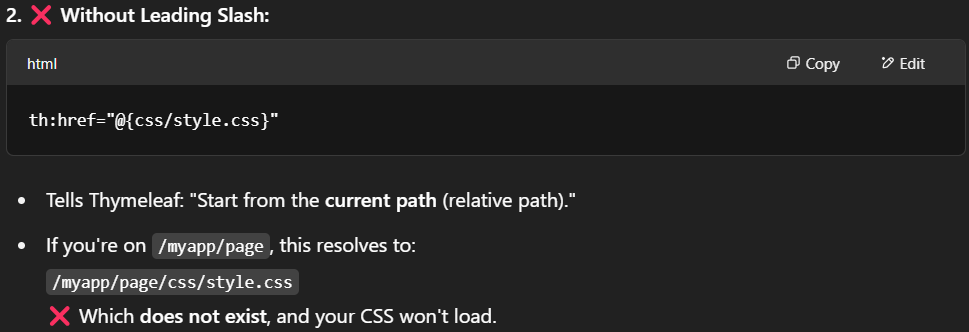 2. ❌ Without Leading Slash:
html
Copy
Edit
th:href="@{css/style.css}"
• Tells Thymeleaf: "Start from the current path (relative path)."
• If you're on /myapp/page, this resolves to:
/myapp/page/css/style.css
❌ Which does not exist, and your CSS won't load.